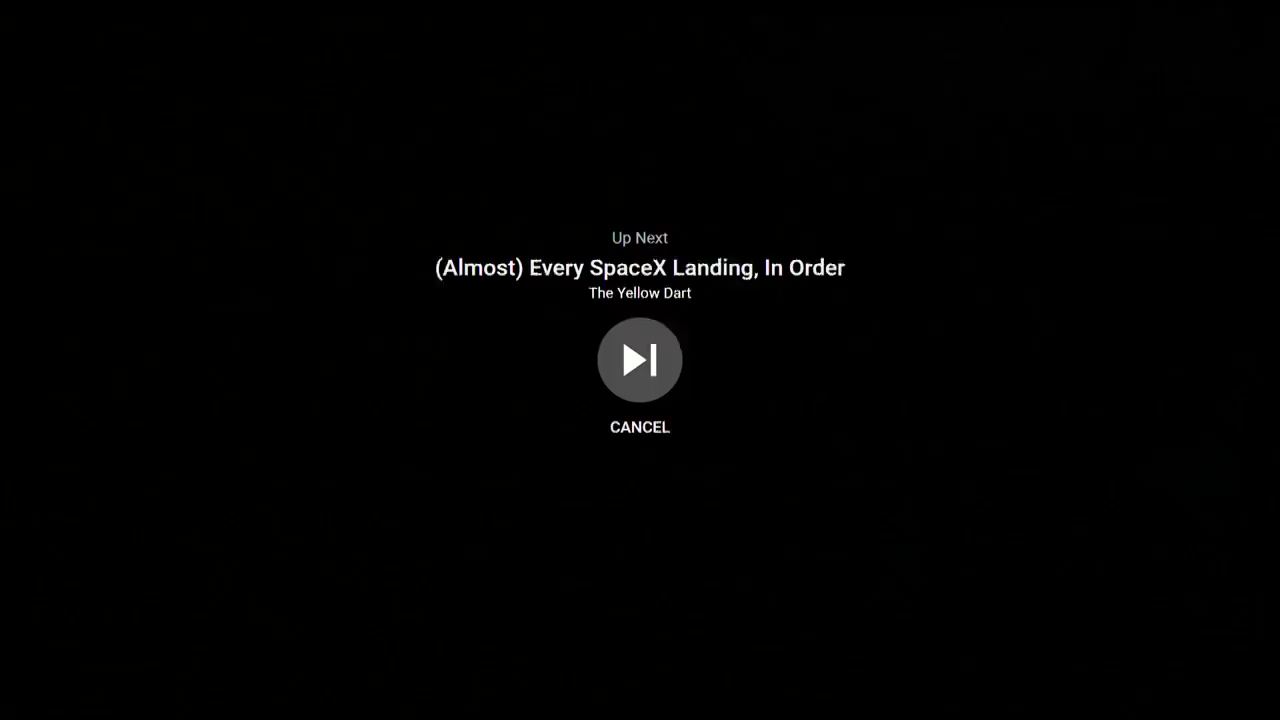 Up Next
(Almost) Every SpaceX Landing, In Order
The Yellow Dart
CANCEL